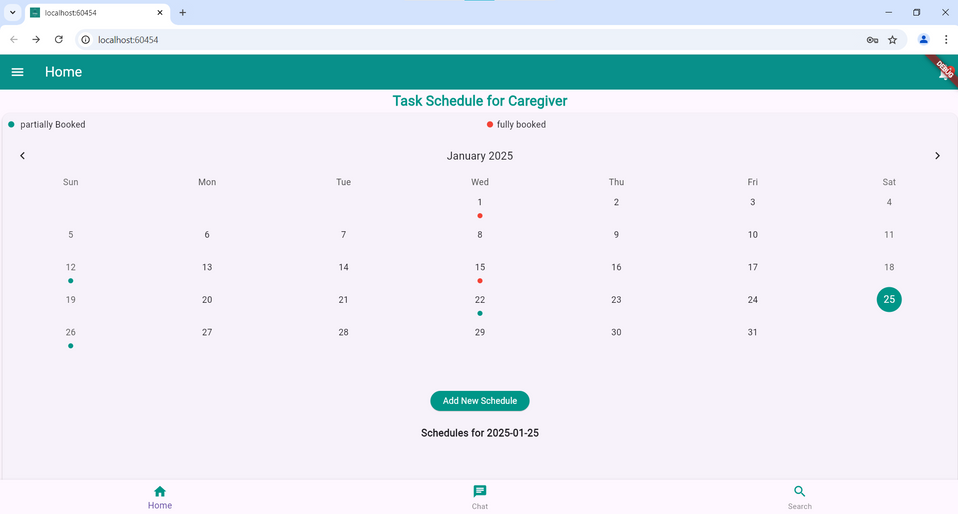 localhost:60454
localhost:60454
Home
DEBUG
Task Schedule for Caregiver
partially Booked fully booked
January 2025
Sun Mon Tue Wed Thu Fri Sat
1 2 3 4
5 6 7 8 9 10 11
12 13 14 15 16 17 18
19 20 21 22 23 24 25
26 27 28 29 30 31
Add New Schedule
Schedules for 2025-01-25
Home Chat Search